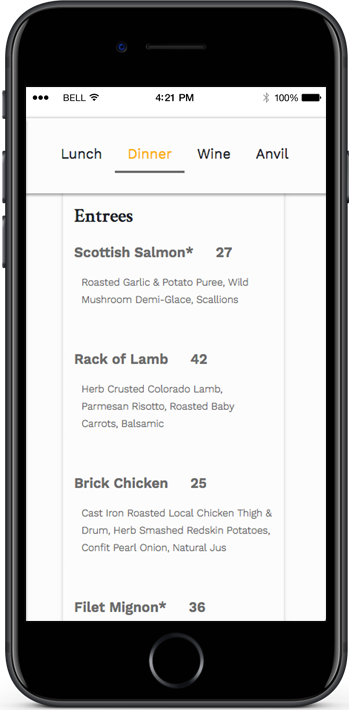 BELL 4:21 PM 100%
Lunch Dinner Wine Anvil
Entrees
Scottish Salmon* 27
Roasted Garlic & Potato Puree, Wild
Mushroom Demi-Glace, Scallions
Rack of Lamb 42
Herb Crusted Colorado Lamb,
Parmesan Risotto, Roasted Baby
Carrots, Balsamic
Brick Chicken 25
Cast Iron Roasted Local Chicken Thigh &
Drum, Herb Smashed Redskin Potatoes,
Confit Pearl Onion, Natural Jus
Filet Mignon* 36